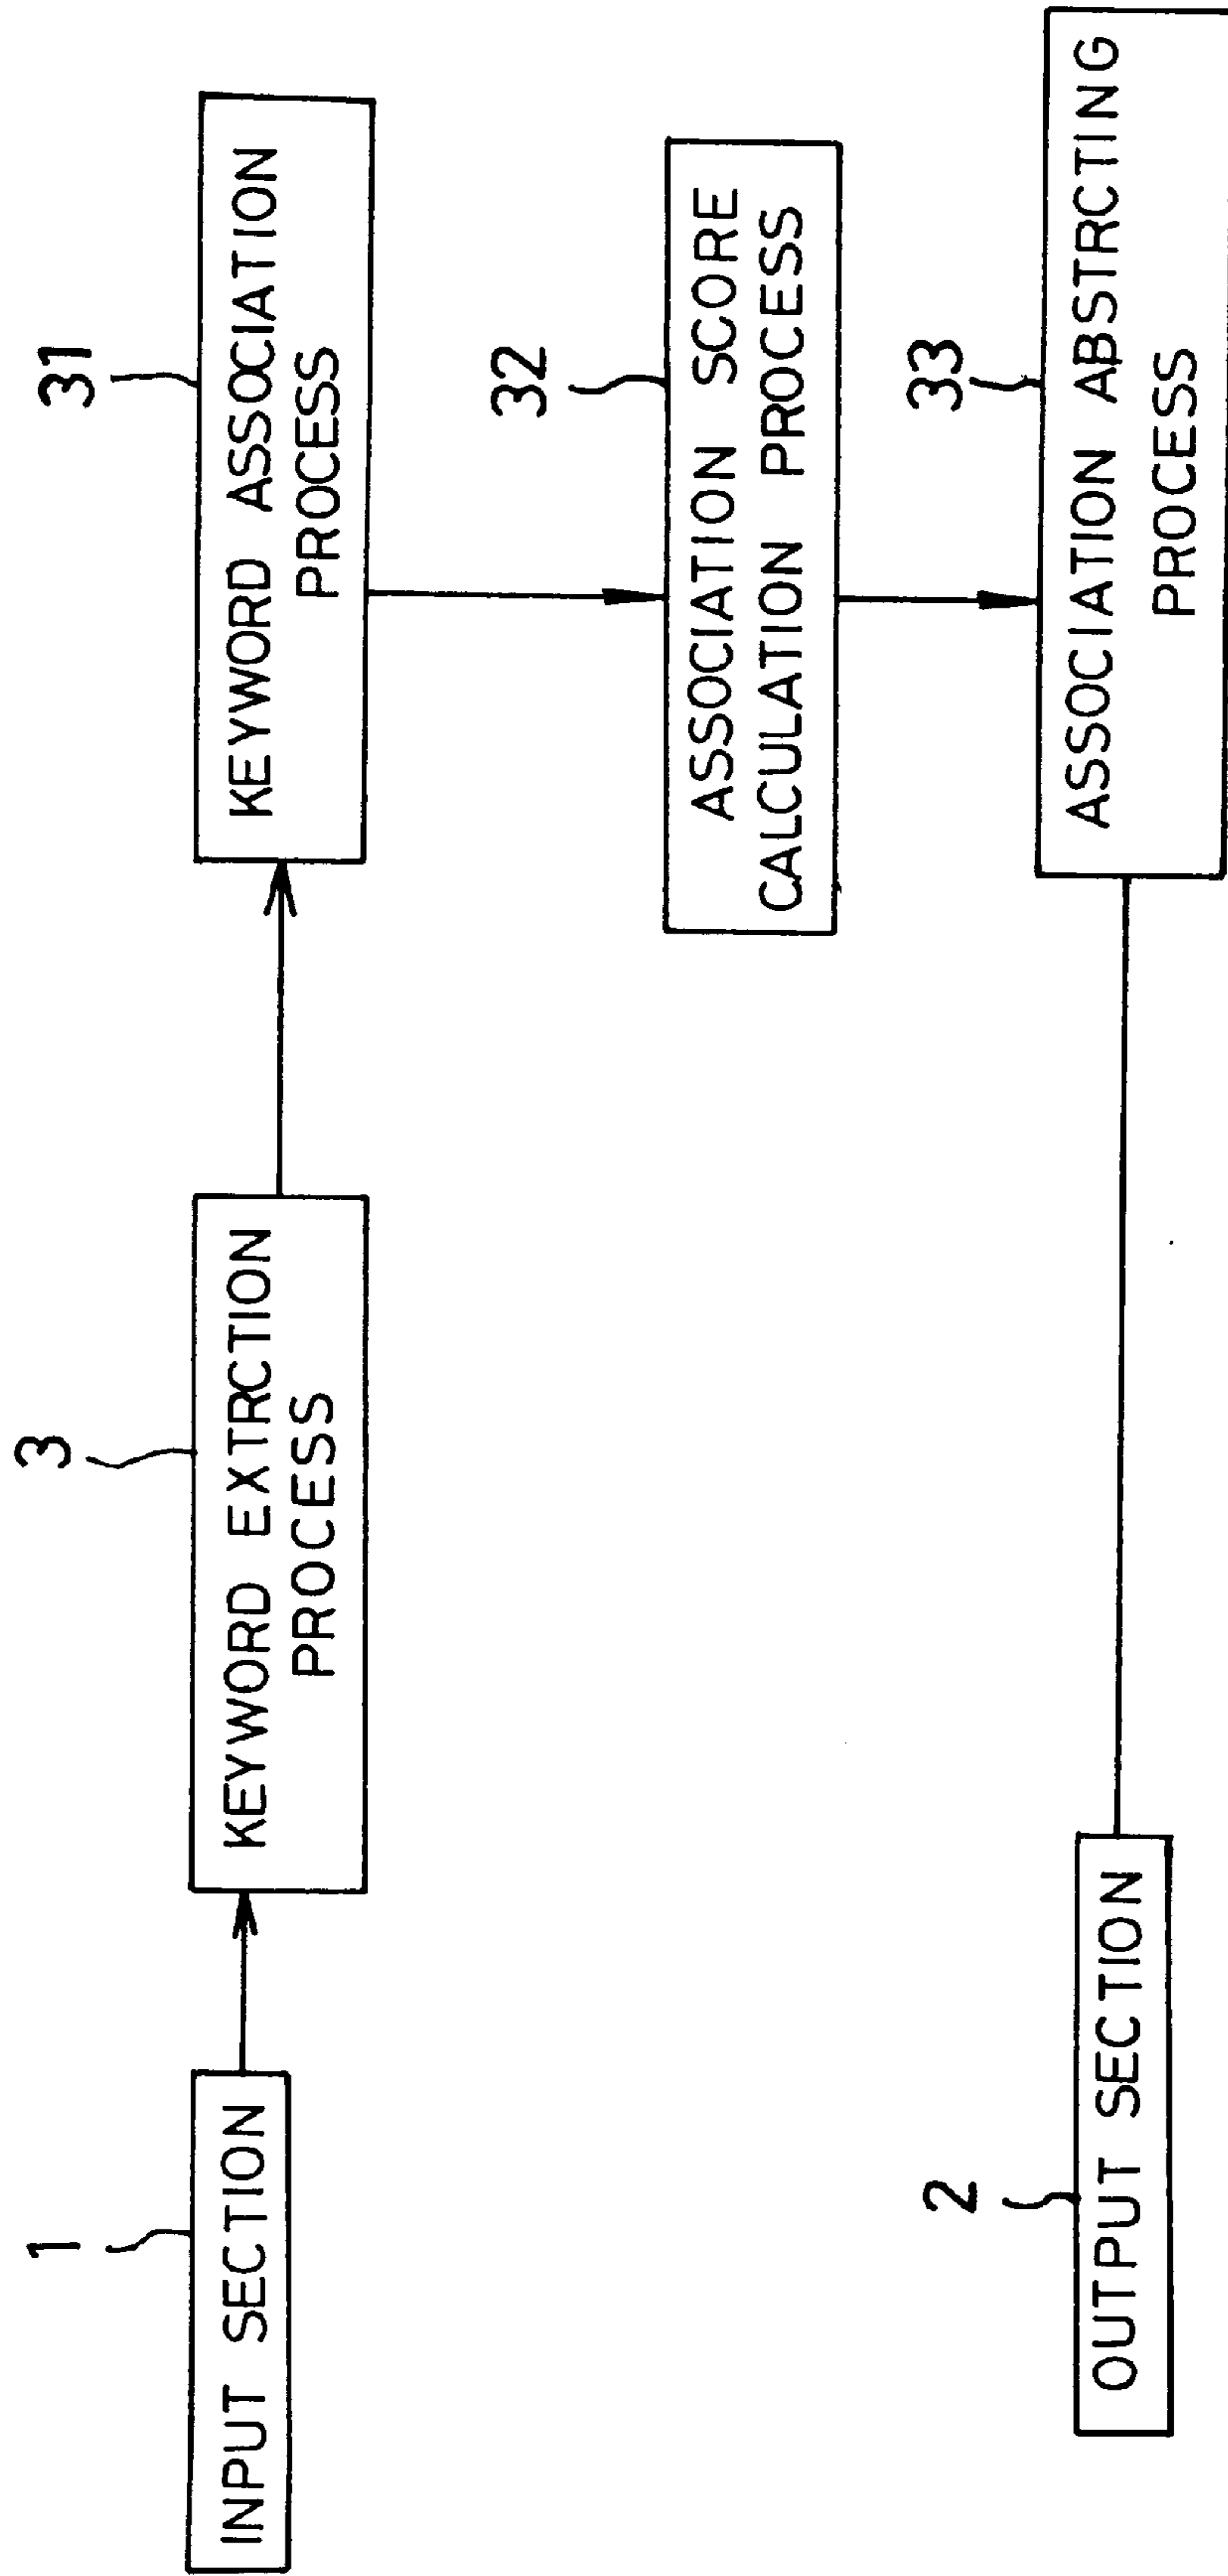 1
INPUT SECTION
3
KEYWORD EXTRCTION
PROCESS
31
KEYWORD ASSOCIATION
PROCESS
32
ASSOCIATION SCORE
CALCULATION PROCESS
33
ASSOCIATION ABSTRCTING
PROCESS
2
OUTPUT SECTION